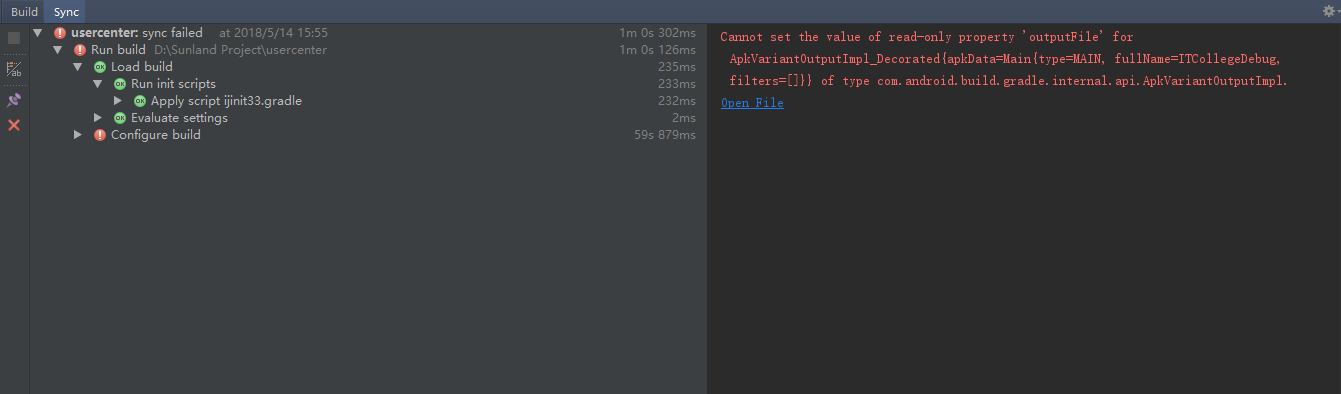 Build Sync
usercenter: sync failed at 2018/5/14 15:55 1m 0s 302ms
Run build D:\Sunland Project\usercenter 1m 0s 126ms
Load build 235ms
Run init scripts 233ms
Apply script ijinit33.gradle 232ms
Evaluate settings 2ms
Configure build 59s 879ms
Cannot set the value of read-only property 'outputFile' for
ApkVariantOutputImpl_Decorated{apkData=Main{type=MAIN, fullName=ITCollegeDebug,
filters=[]}} of type com.android.build.gradle.internal.api.ApkVariantOutputImpl.
Open File